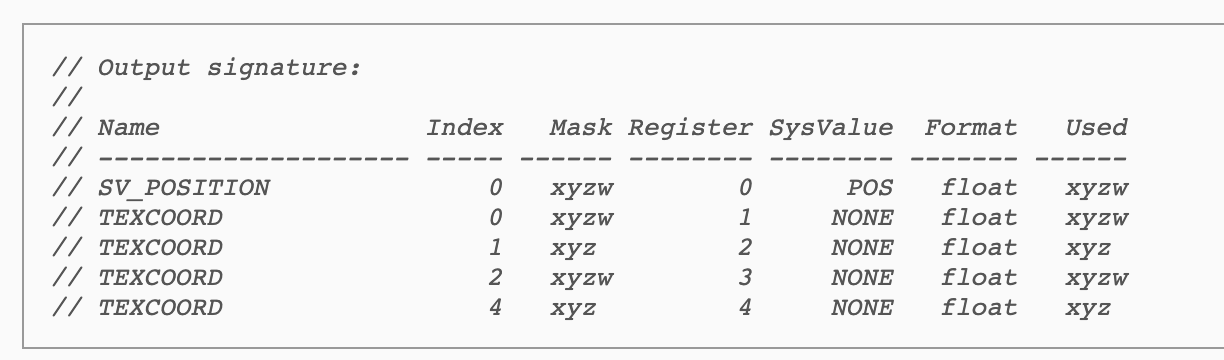 // Output signature:
//
// Name                 Index   Mask Register SysValue  Format   Used
// -------------------- ----- ------ -------- -------- ------- ------
// SV_POSITION              0   xyzw        0      POS   float   xyzw
// TEXCOORD                 0   xyzw        1     NONE   float   xyzw
// TEXCOORD                 1   xyz         2     NONE   float   xyz
// TEXCOORD                 2   xyzw        3     NONE   float   xyzw
// TEXCOORD                 4   xyz         4     NONE   float   xyz